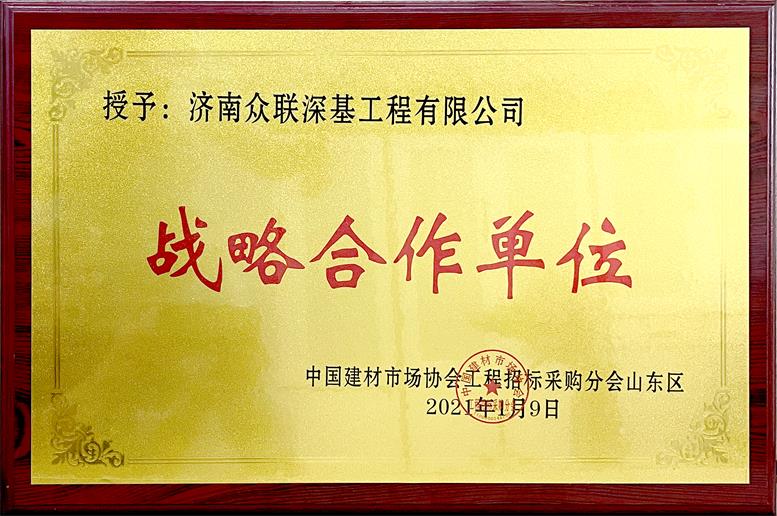 授予：济南众联深基工程有限公司
战略合作单位
中国建材市场协会工程招标采购分会山东区
2021年1月9日